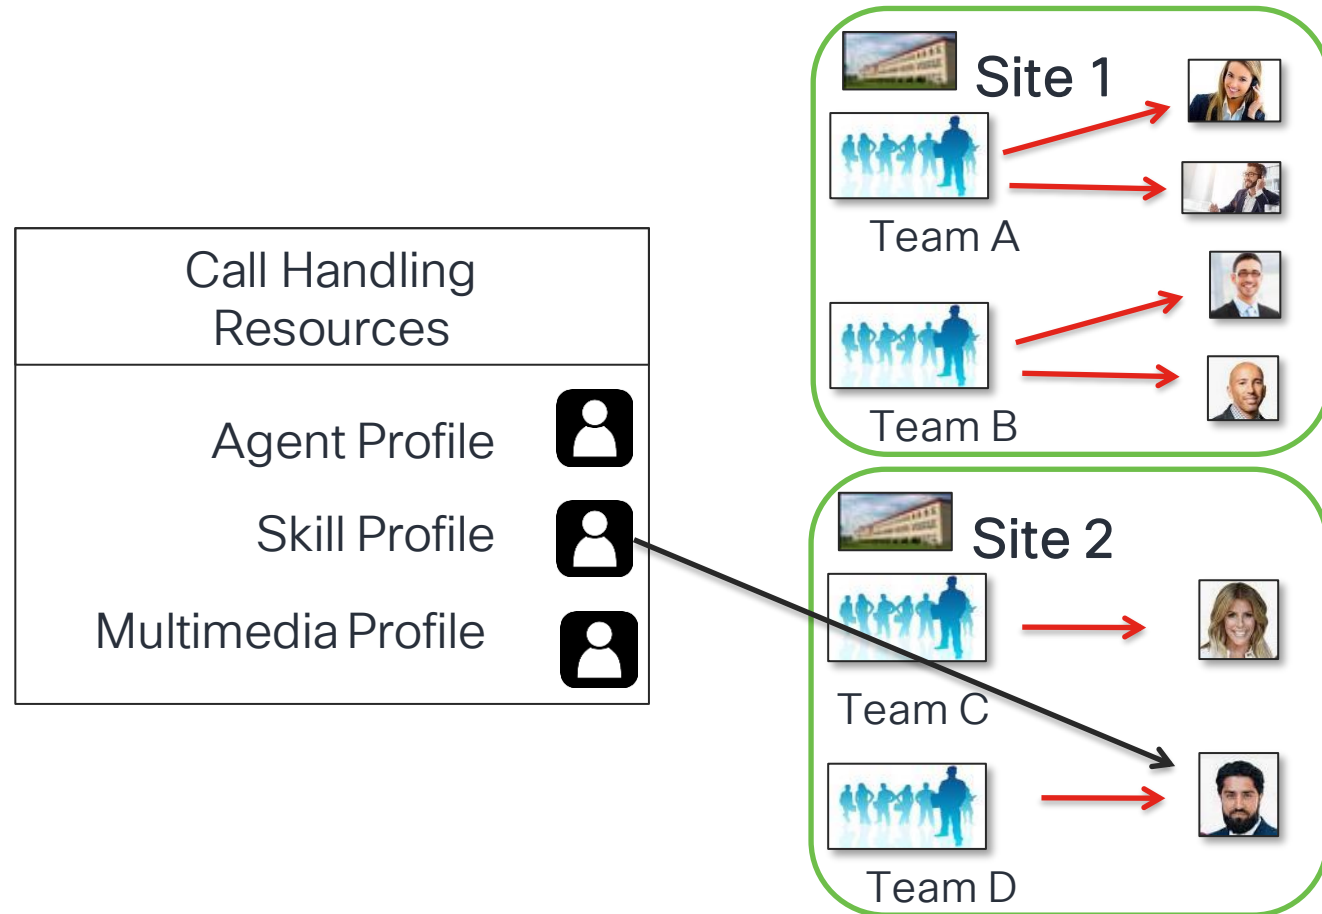 Call Handling
Resources
Agent Profile
Skill Profile
Multimedia Profile
Site 1
Team A
Team B
Site 2
Team C
Team D